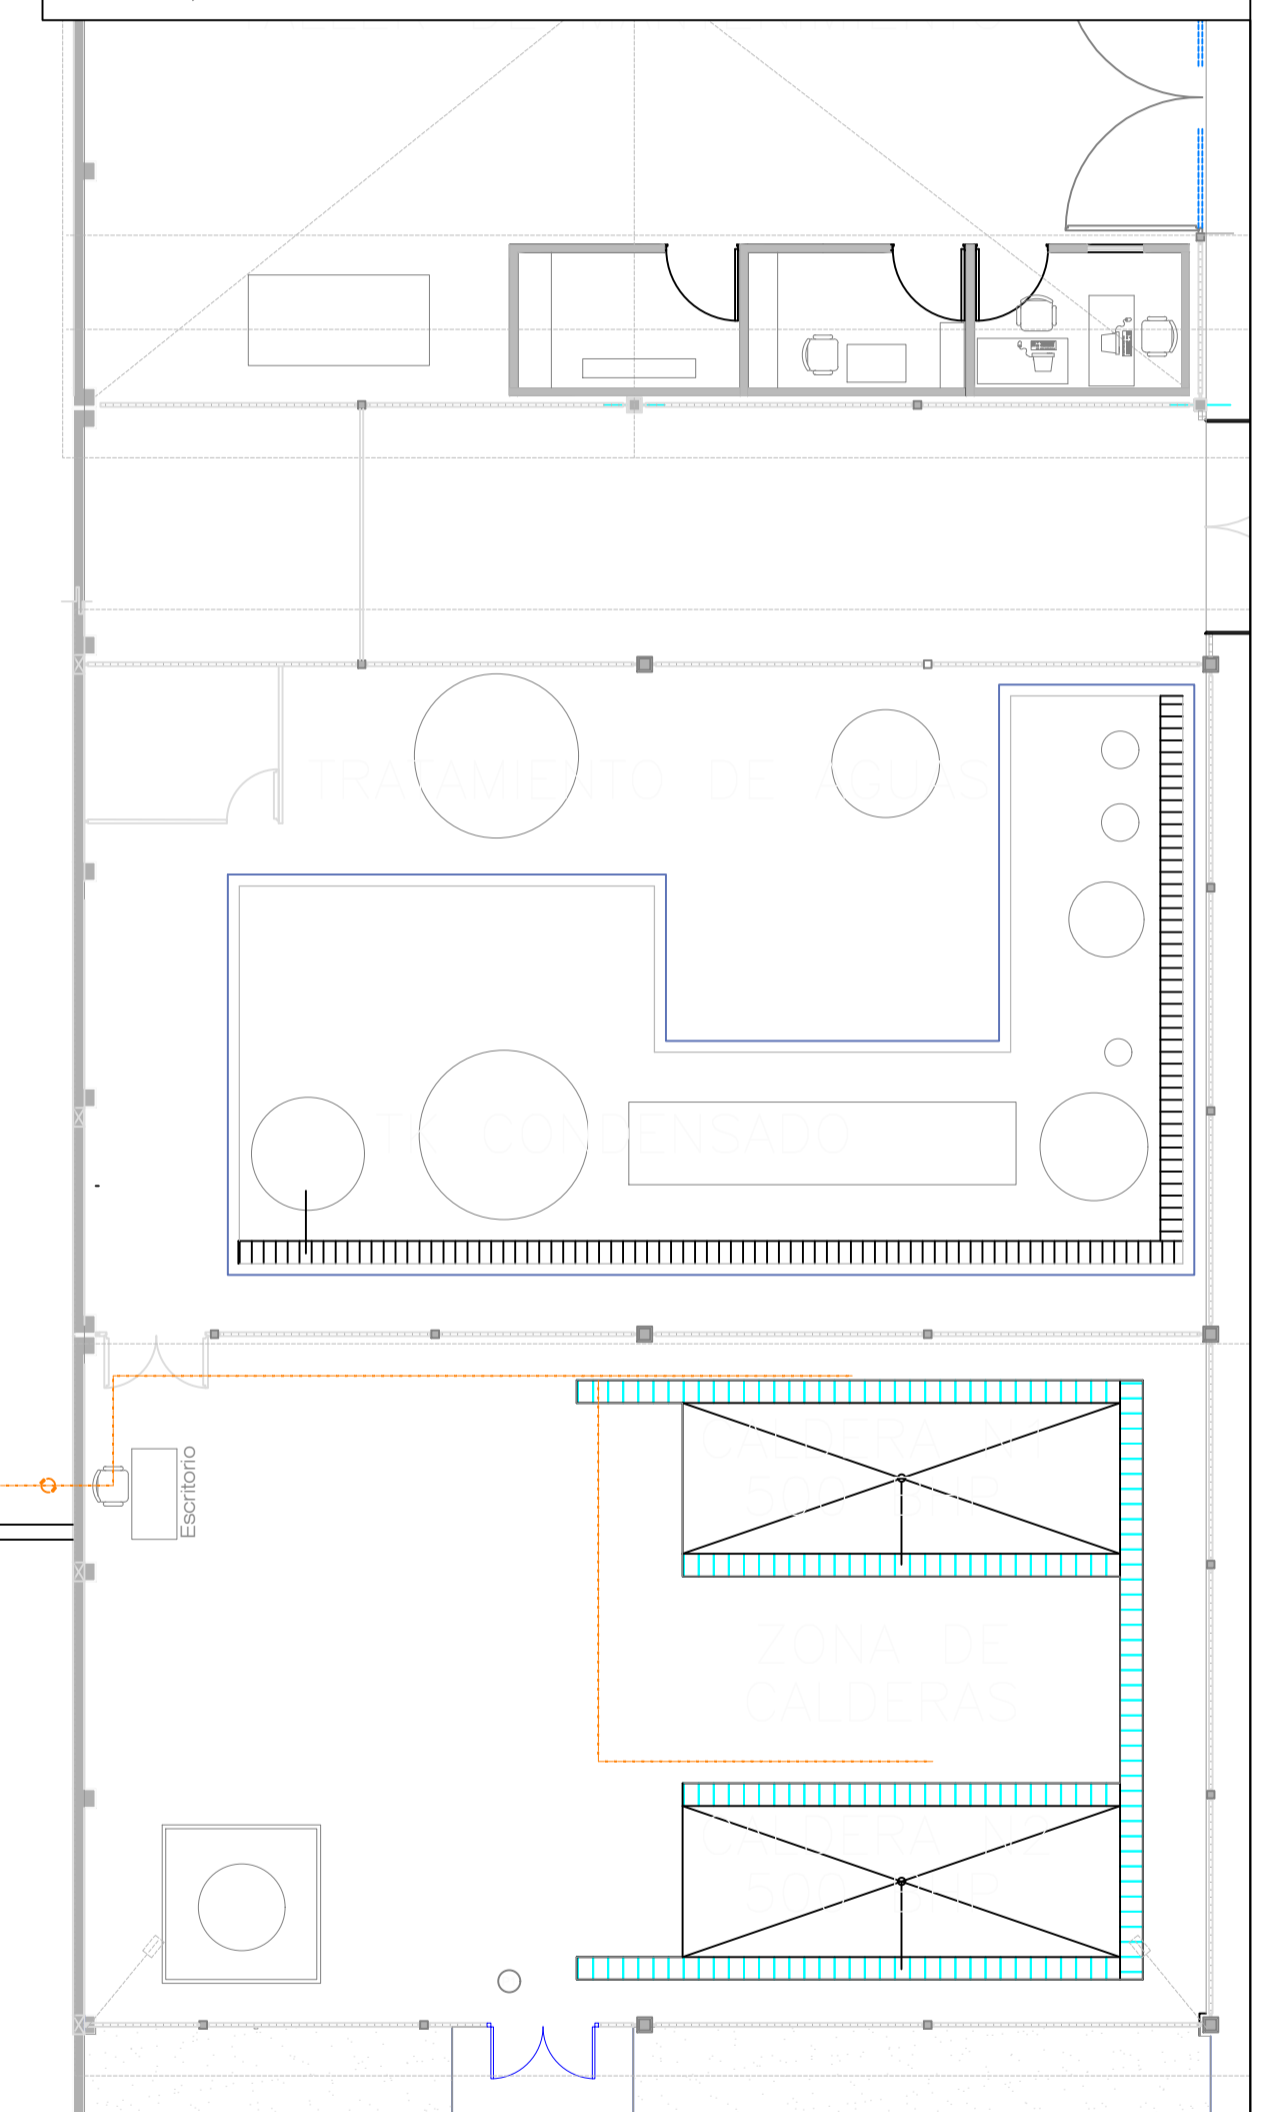 TRATAMIENTO DE AGUAS
TK CONDENSADO
CALDERA N1
500 BHP
Escritorio
ZONA DE
CALDERAS
CALDERA N2
500 BHP